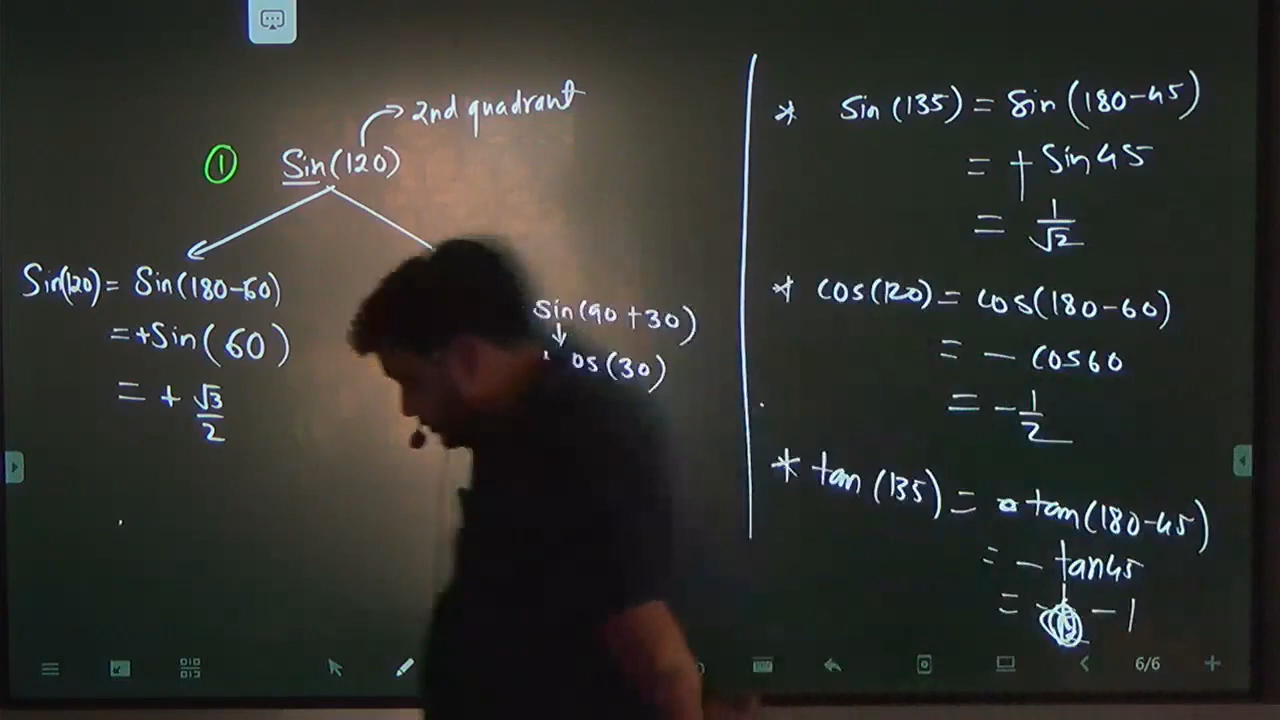 2nd quadrant
① Sin(120)
Sin(120) = Sin(180-60)
= +Sin(60)
= + √3/2
Sin(90+30)
os(30)
* Sin(135) = Sin(180-45)
= + Sin45
= 1/√2
* cos(120) = cos(180-60)
= - cos60
= - 1/2
* tan(135) = tan(180-45)
= - tan45
= - 1
6/6